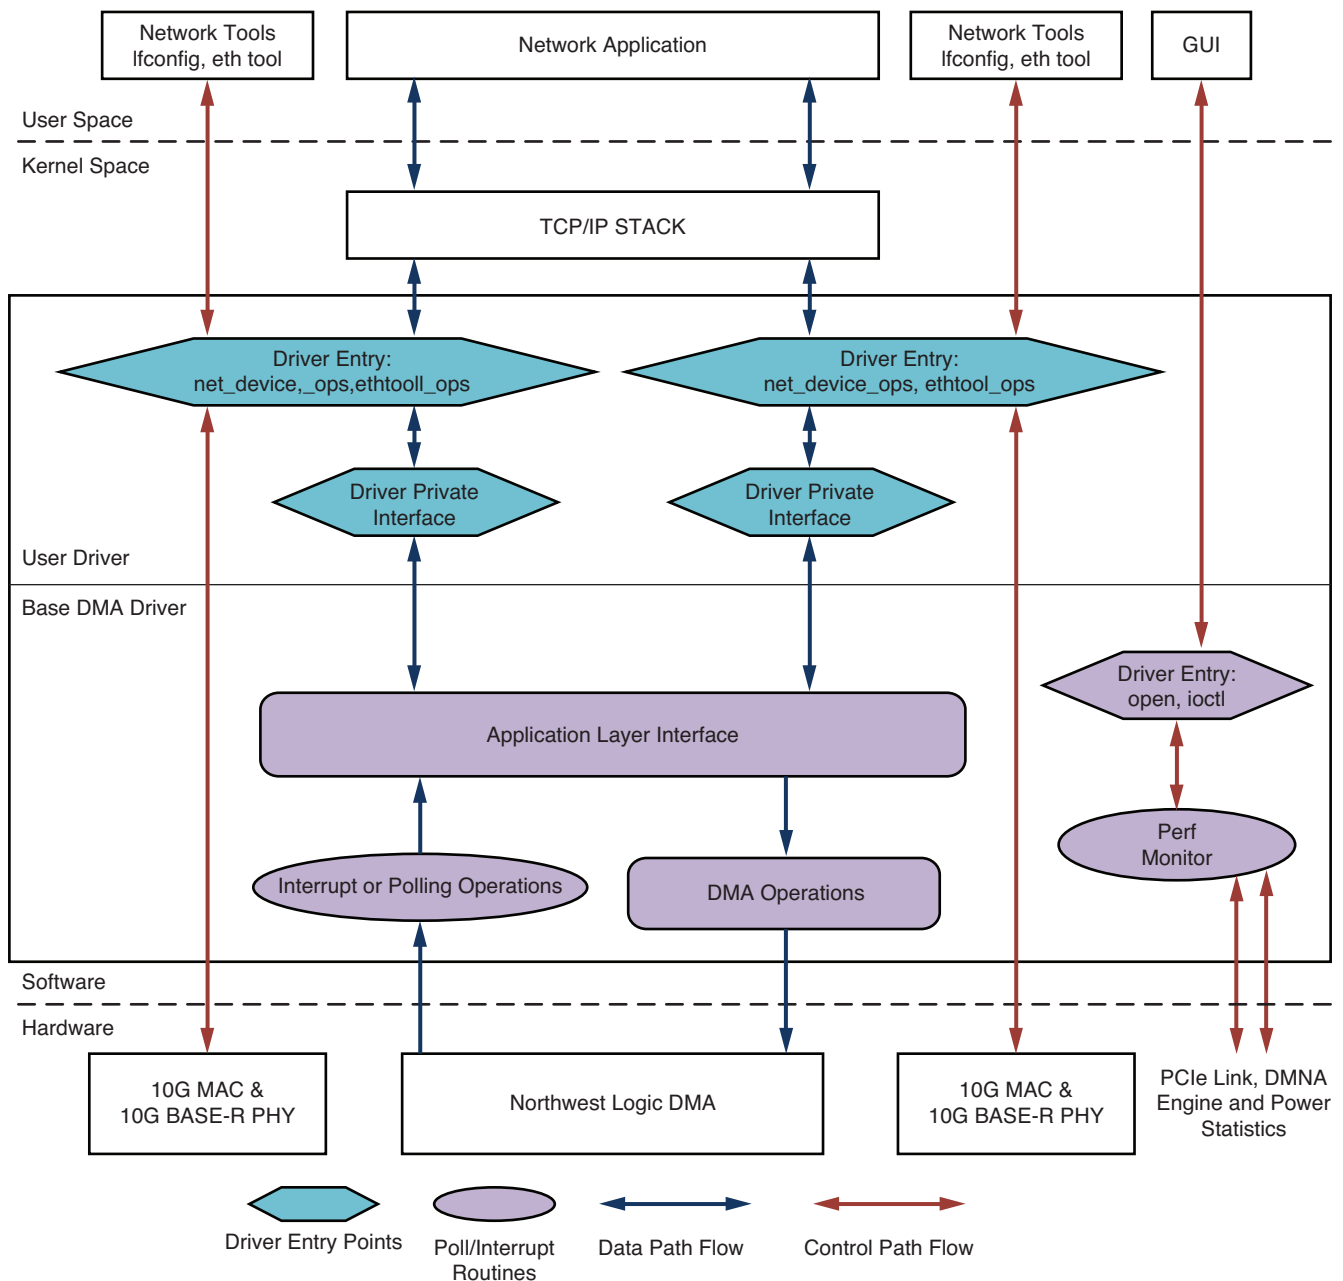 Network Tools
lfconfig, eth tool
Network Application
Network Tools
lfconfig, eth tool
GUI
User Space
Kernel Space
TCP/IP STACK
Driver Entry:
net_device,_ops,ethtooll_ops
Driver Entry:
net_device_ops, ethtool_ops
Driver Private
Interface
Driver Private
Interface
User Driver
Base DMA Driver
Driver Entry:
open, ioctl
Application Layer Interface
Perf
Monitor
Interrupt or Polling Operations
DMA Operations
Software
Hardware
10G MAC &
10G BASE-R PHY
Northwest Logic DMA
10G MAC &
10G BASE-R PHY
PCIe Link, DMNA
Engine and Power
Statistics
Driver Entry Points
Poll/Interrupt
Routines
Data Path Flow
Control Path Flow